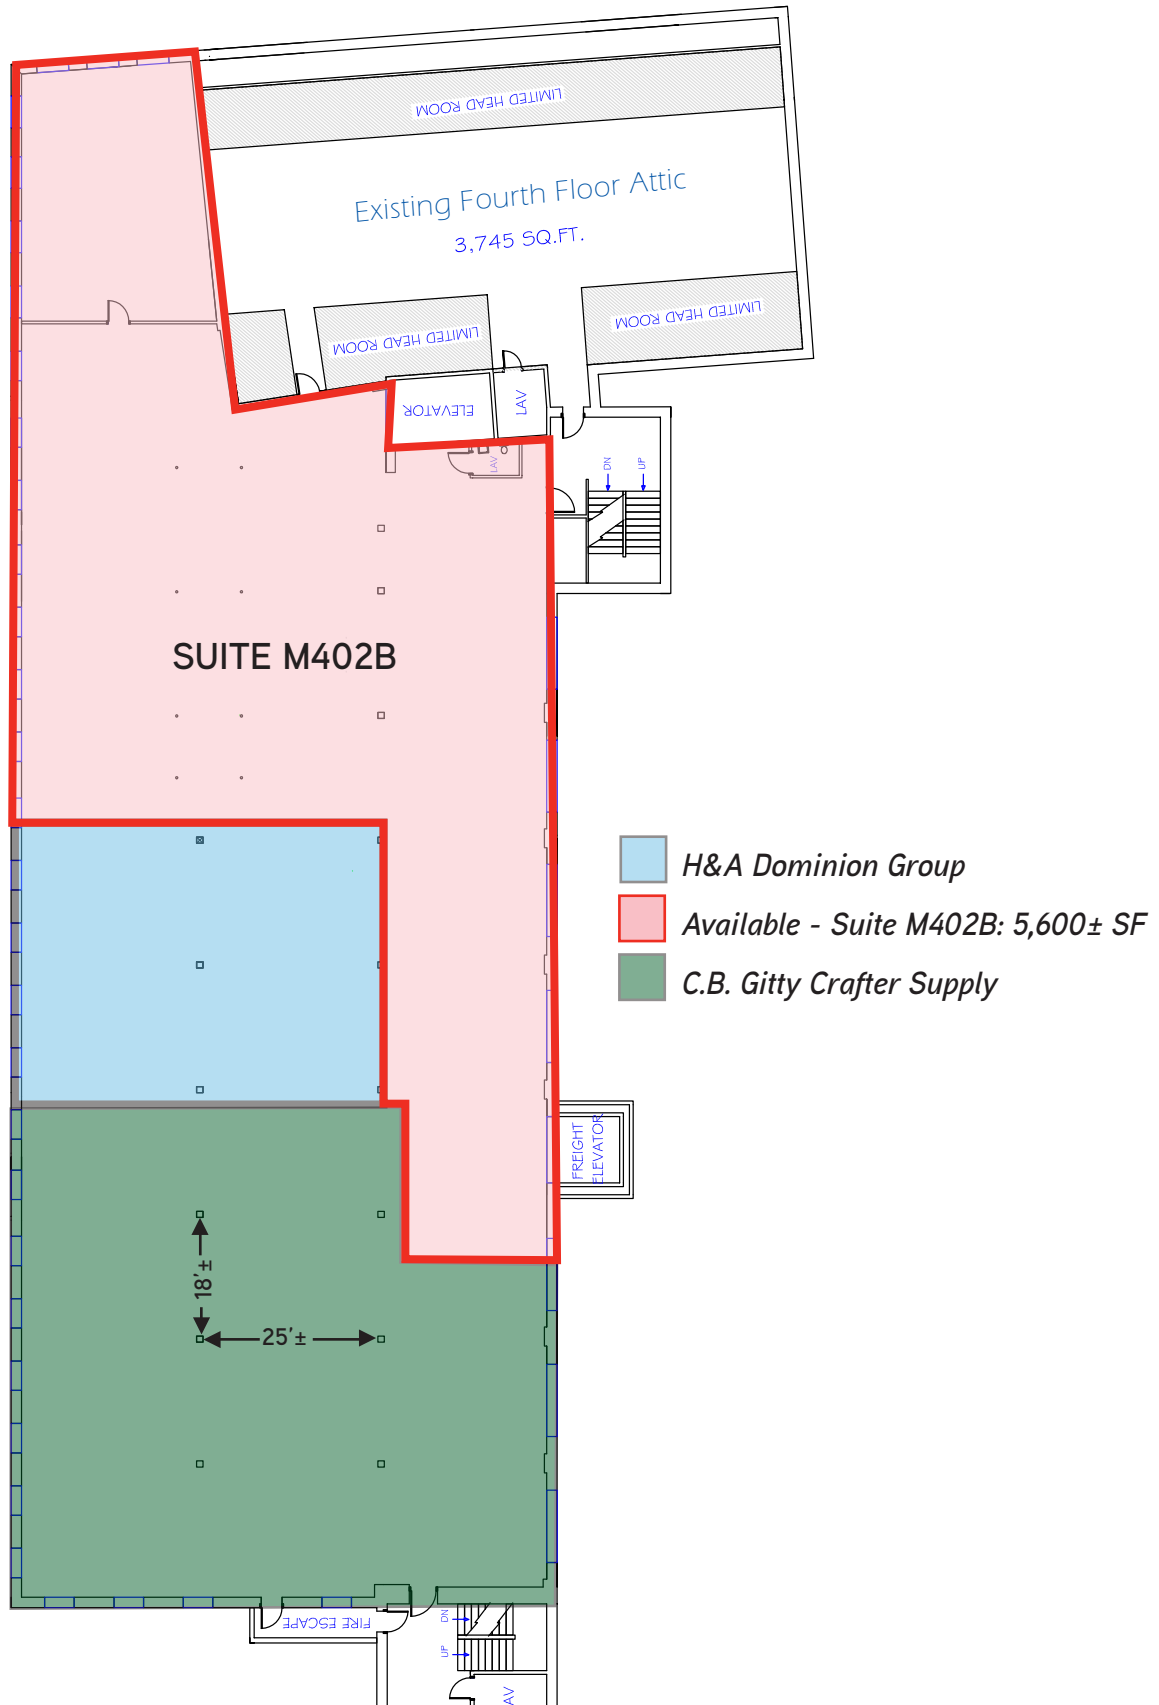 LIMITED HEAD ROOM
Existing Fourth Floor Attic
3,745 SQ.FT.
LIMITED HEAD ROOM
LIMITED HEAD ROOM
ELEVATOR
LAV
LAV
DN
UP
SUITE M402B
H&A Dominion Group
Available - Suite M402B: 5,600± SF
C.B. Gitty Crafter Supply
FREIGHT
ELEVATOR
18'±
25'±
FIRE ESCAPE
DN
UP
LAV